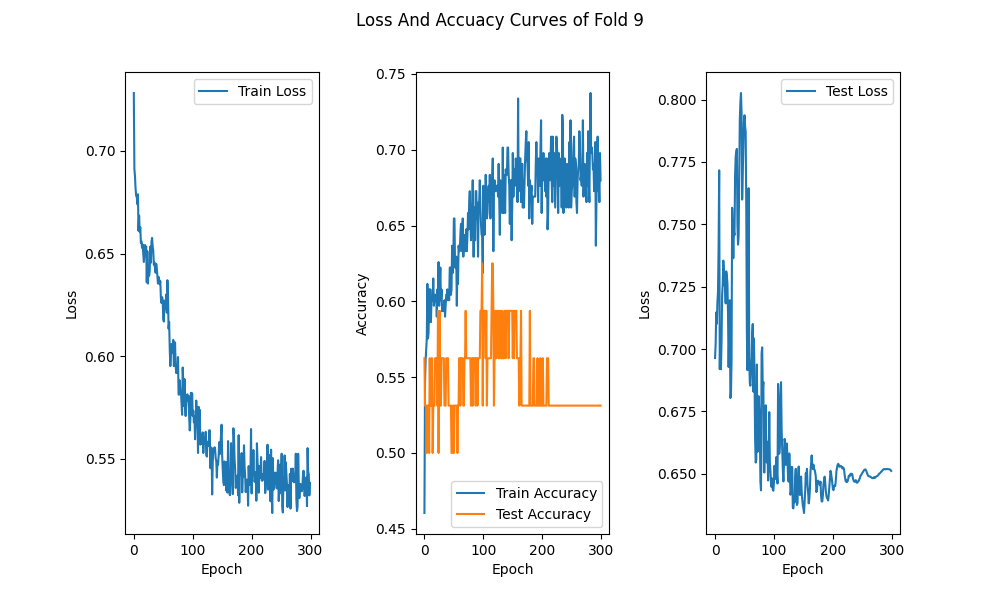 Loss And Accuacy Curves of Fold 9
Train Loss
0.70
0.65
0.60
0.55
Loss
0
100
200
300
Epoch
0.75
0.70
0.65
0.60
0.55
0.50
0.45
Accuracy
Train Accuracy
Test Accuracy
0
100
200
300
Epoch
Test Loss
0.800
0.775
0.750
0.725
0.700
0.675
0.650
Loss
0
100
200
300
Epoch